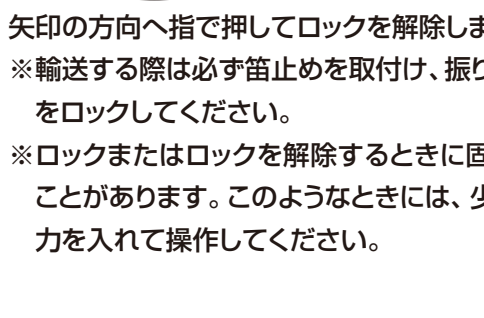 矢印の方向へ指で押してロックを解除しま
※輸送する際は必ず笛止めを取付け、振り
をロックしてください。
※ロックまたはロックを解除するときに固
ことがあります。このようなときには、少
力を入れて操作してください。